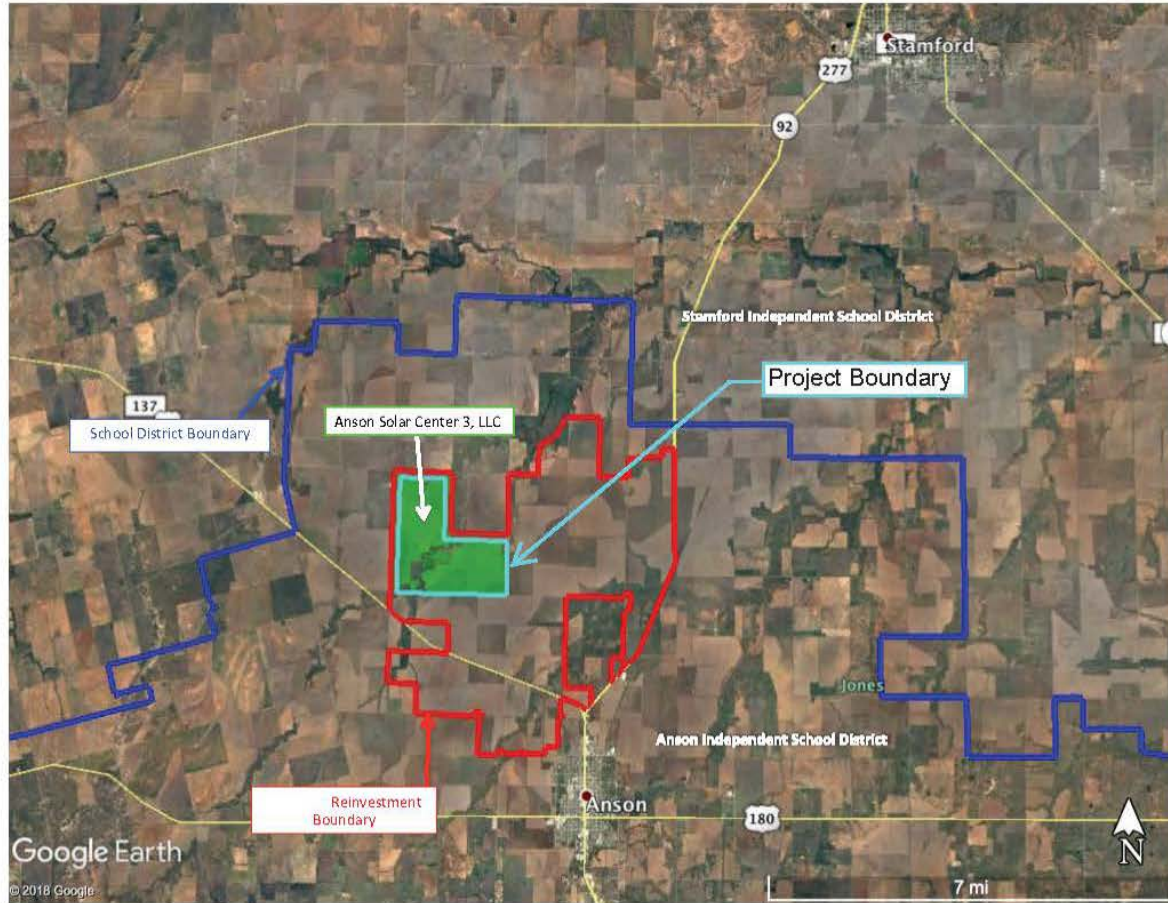 Stamford
277
92
Stamford Independent School District
Project Boundary
137
School District Boundary
Anson Solar Center 3, LLC
Jones
Anson Independent School District
Reinvestment
Boundary
Anson
180
N
Google Earth
© 2018 Google
7 mi